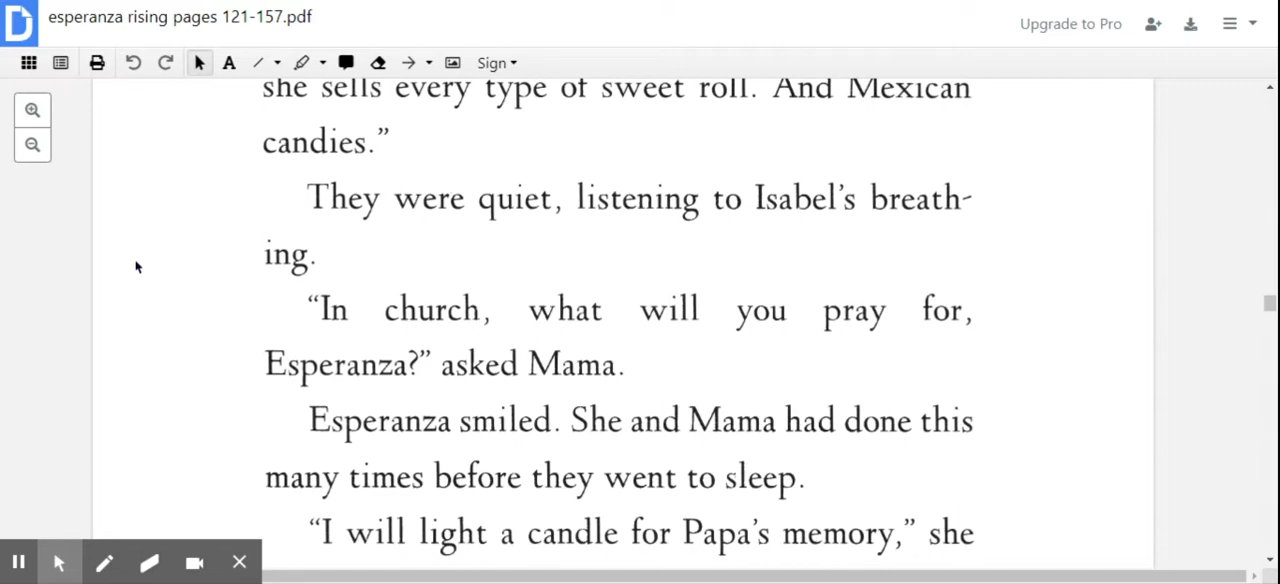 esperanza rising pages 121-157.pdf
Upgrade to Pro
A
Sign
she sells every type of sweet roll. And Mexican
candies.”
They were quiet, listening to Isabel’s breath-
ing.
“In church, what will you pray for,
Esperanza?” asked Mama.
Esperanza smiled. She and Mama had done this
many times before they went to sleep.
“I will light a candle for Papa’s memory,” she